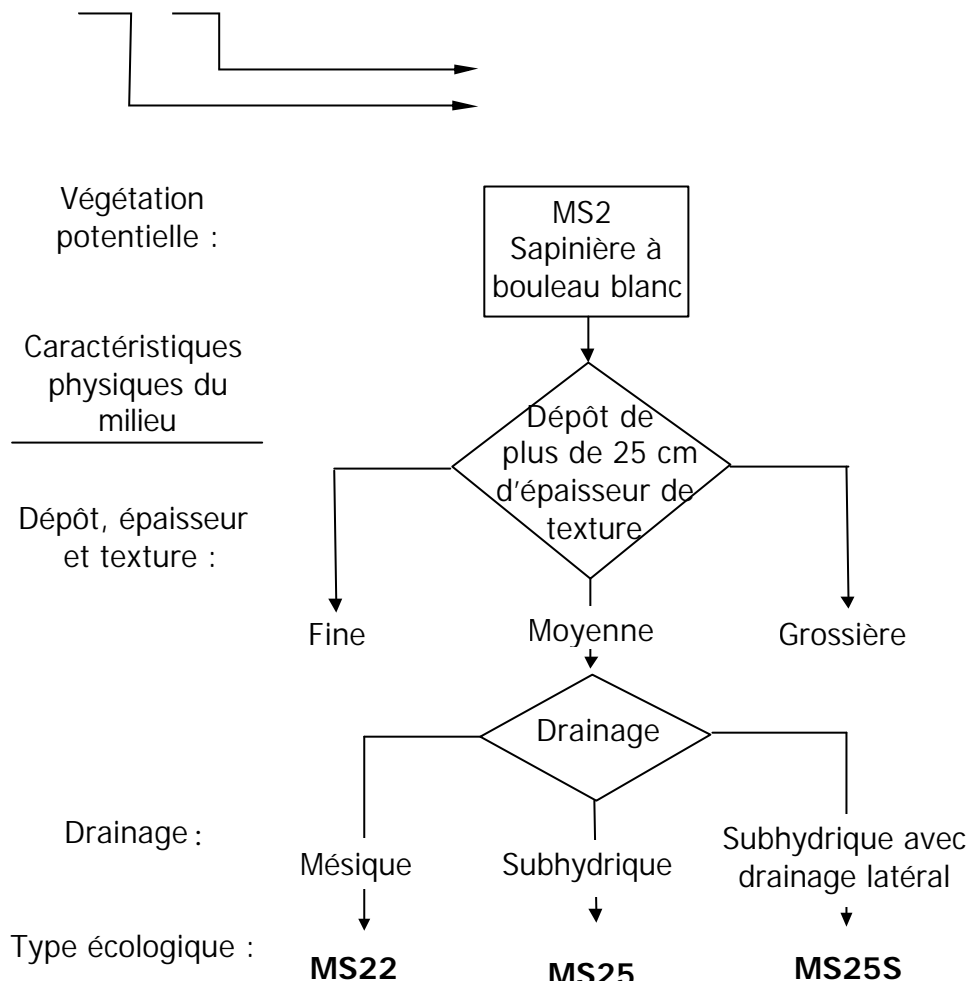 Végétation
potentielle :
MS2
Sapinière à
bouleau blanc
Caractéristiques
physiques du
milieu
Dépôt de
plus de 25 cm
d'épaisseur de
texture
Dépôt, épaisseur
et texture :
Fine
Moyenne
Grossière
Drainage
Drainage :
Mésique
Subhydrique
Subhydrique avec
drainage latéral
Type écologique :
MS22
MS25
MS25S